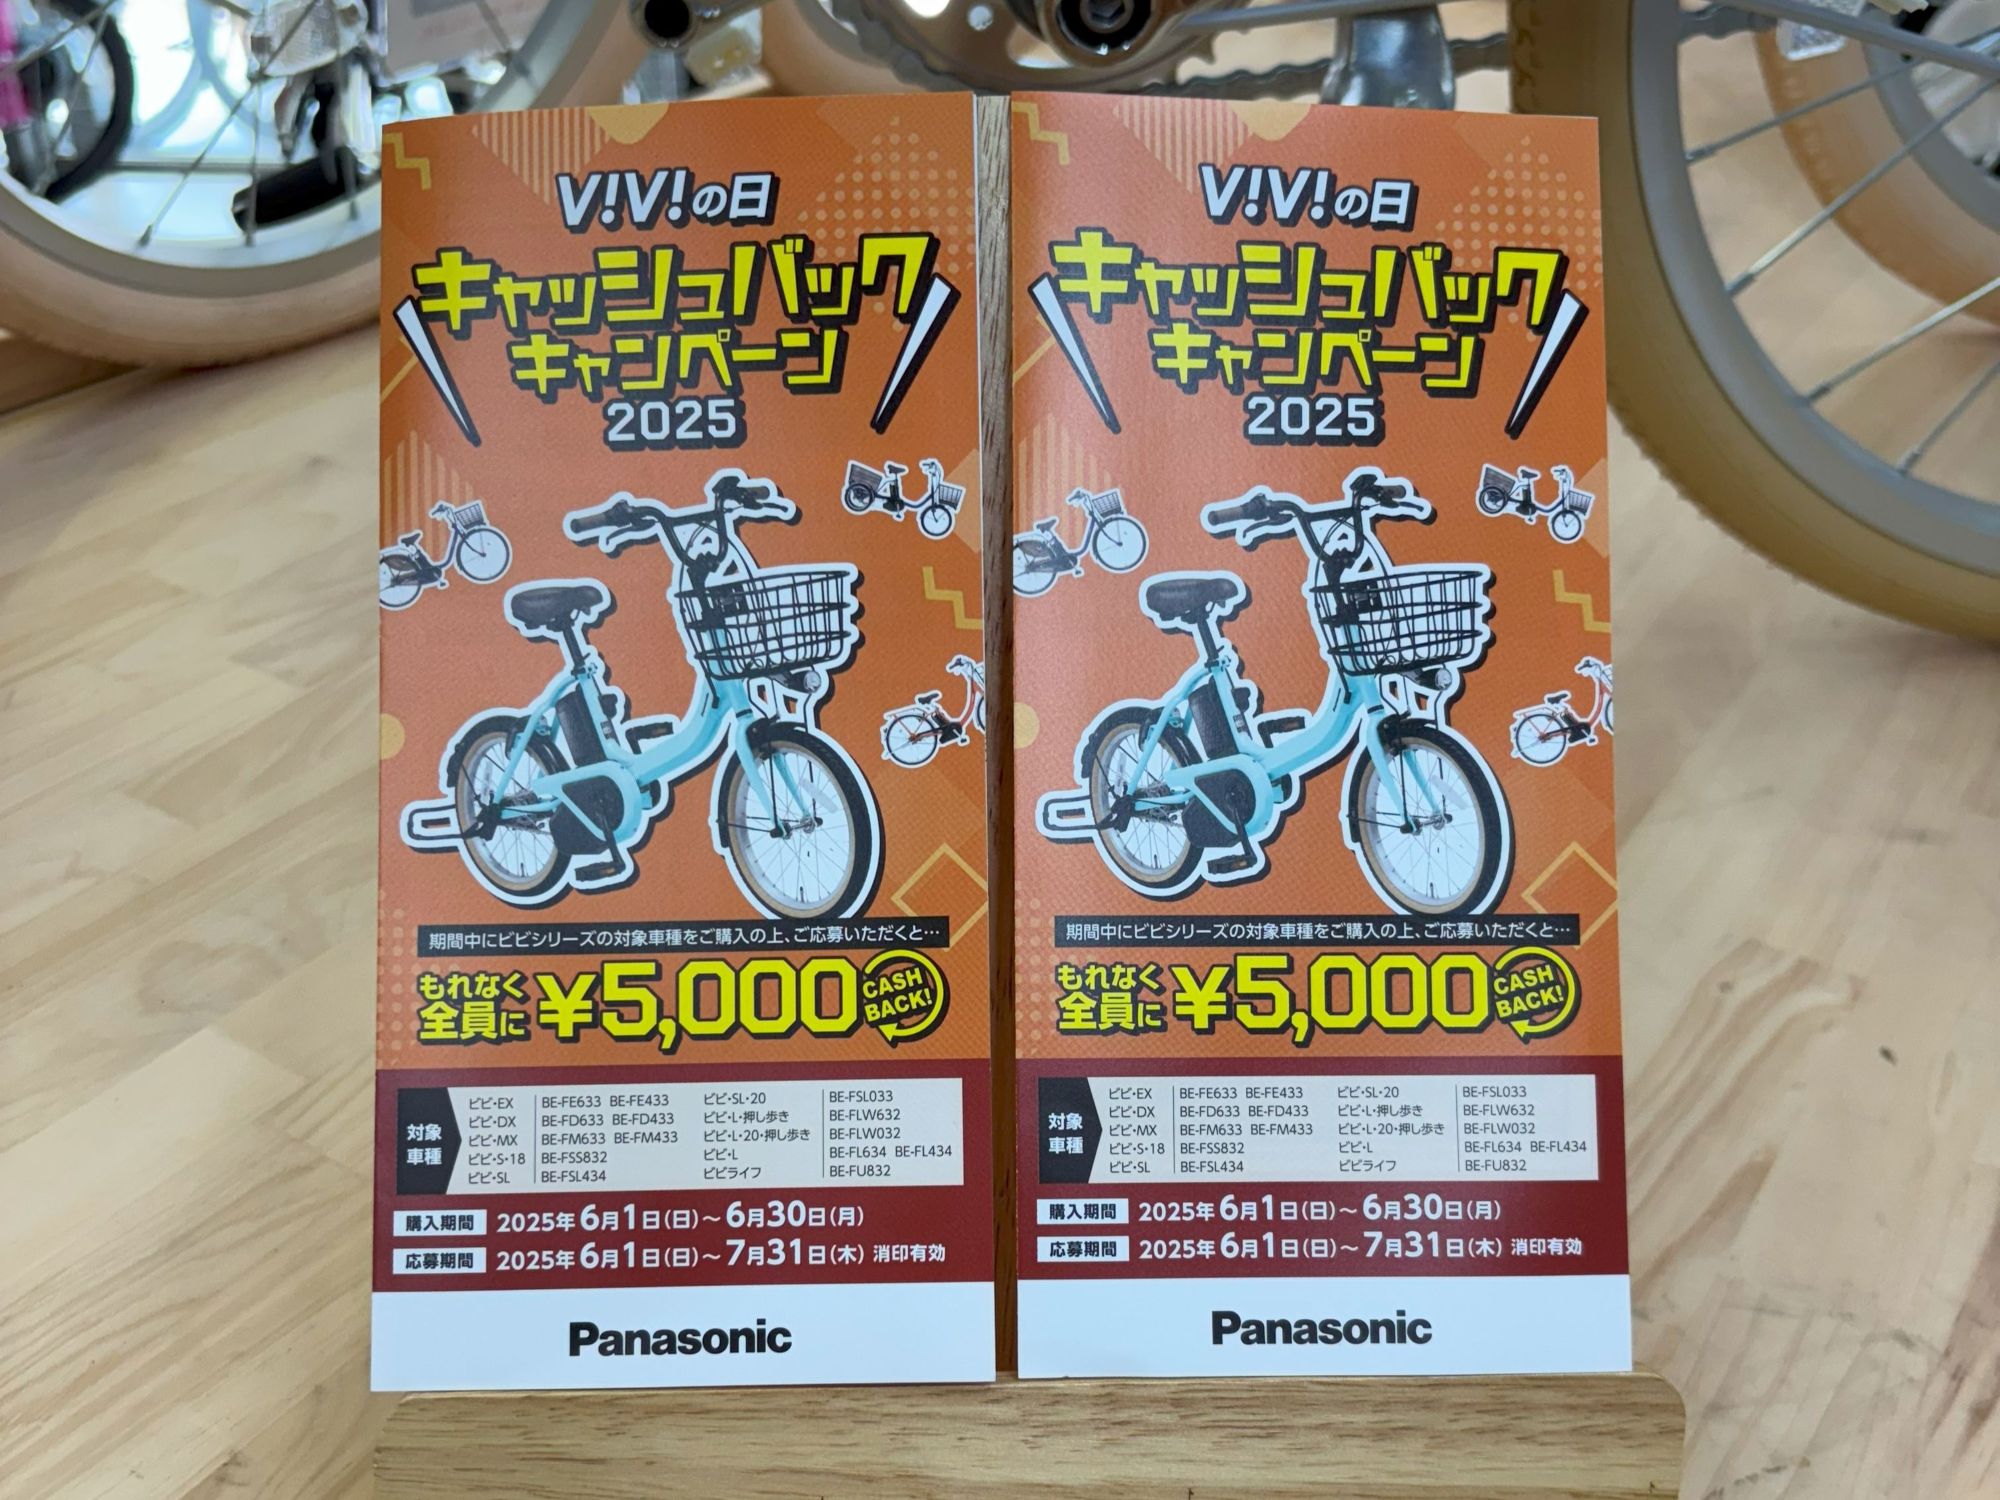 V!V!の日
キャッシュバック
キャンペーン
2025
期間中にビビシリーズの対象車種をご購入の上、ご応募いただくと…
もれなく
全員に
¥5,000
CASH
BACK!
対象
車種
ビビ・EX BE-FE633 BE-FE433
ビビ・DX BE-FD633 BE-FD433
ビビ・MX BE-FM633 BE-FM433
ビビ・S・18 BE-FSS832
ビビ・SL BE-FSL434
ビビ・SL・20 BE-FSL033
ビビ・L・押し歩き BE-FLW632
ビビ・L・20・押し歩き BE-FLW032
ビビ・L BE-FL634 BE-FL434
ビビライフ BE-FU832
購入期間 2025年6月1日(日)～6月30日(月)
応募期間 2025年6月1日(日)～7月31日(木) 消印有効
Panasonic
V!V!の日
キャッシュバック
キャンペーン
2025
期間中にビビシリーズの対象車種をご購入の上、ご応募いただくと…
もれなく
全員に
¥5,000
CASH
BACK!
対象
車種
ビビ・EX BE-FE633 BE-FE433
ビビ・DX BE-FD633 BE-FD433
ビビ・MX BE-FM633 BE-FM433
ビビ・S・18 BE-FSS832
ビビ・SL BE-FSL434
ビビ・SL・20 BE-FSL033
ビビ・L・押し歩き BE-FLW632
ビビ・L・20・押し歩き BE-FLW032
ビビ・L BE-FL634 BE-FL434
ビビライフ BE-FU832
購入期間 2025年6月1日(日)～6月30日(月)
応募期間 2025年6月1日(日)～7月31日(木) 消印有効
Panasonic